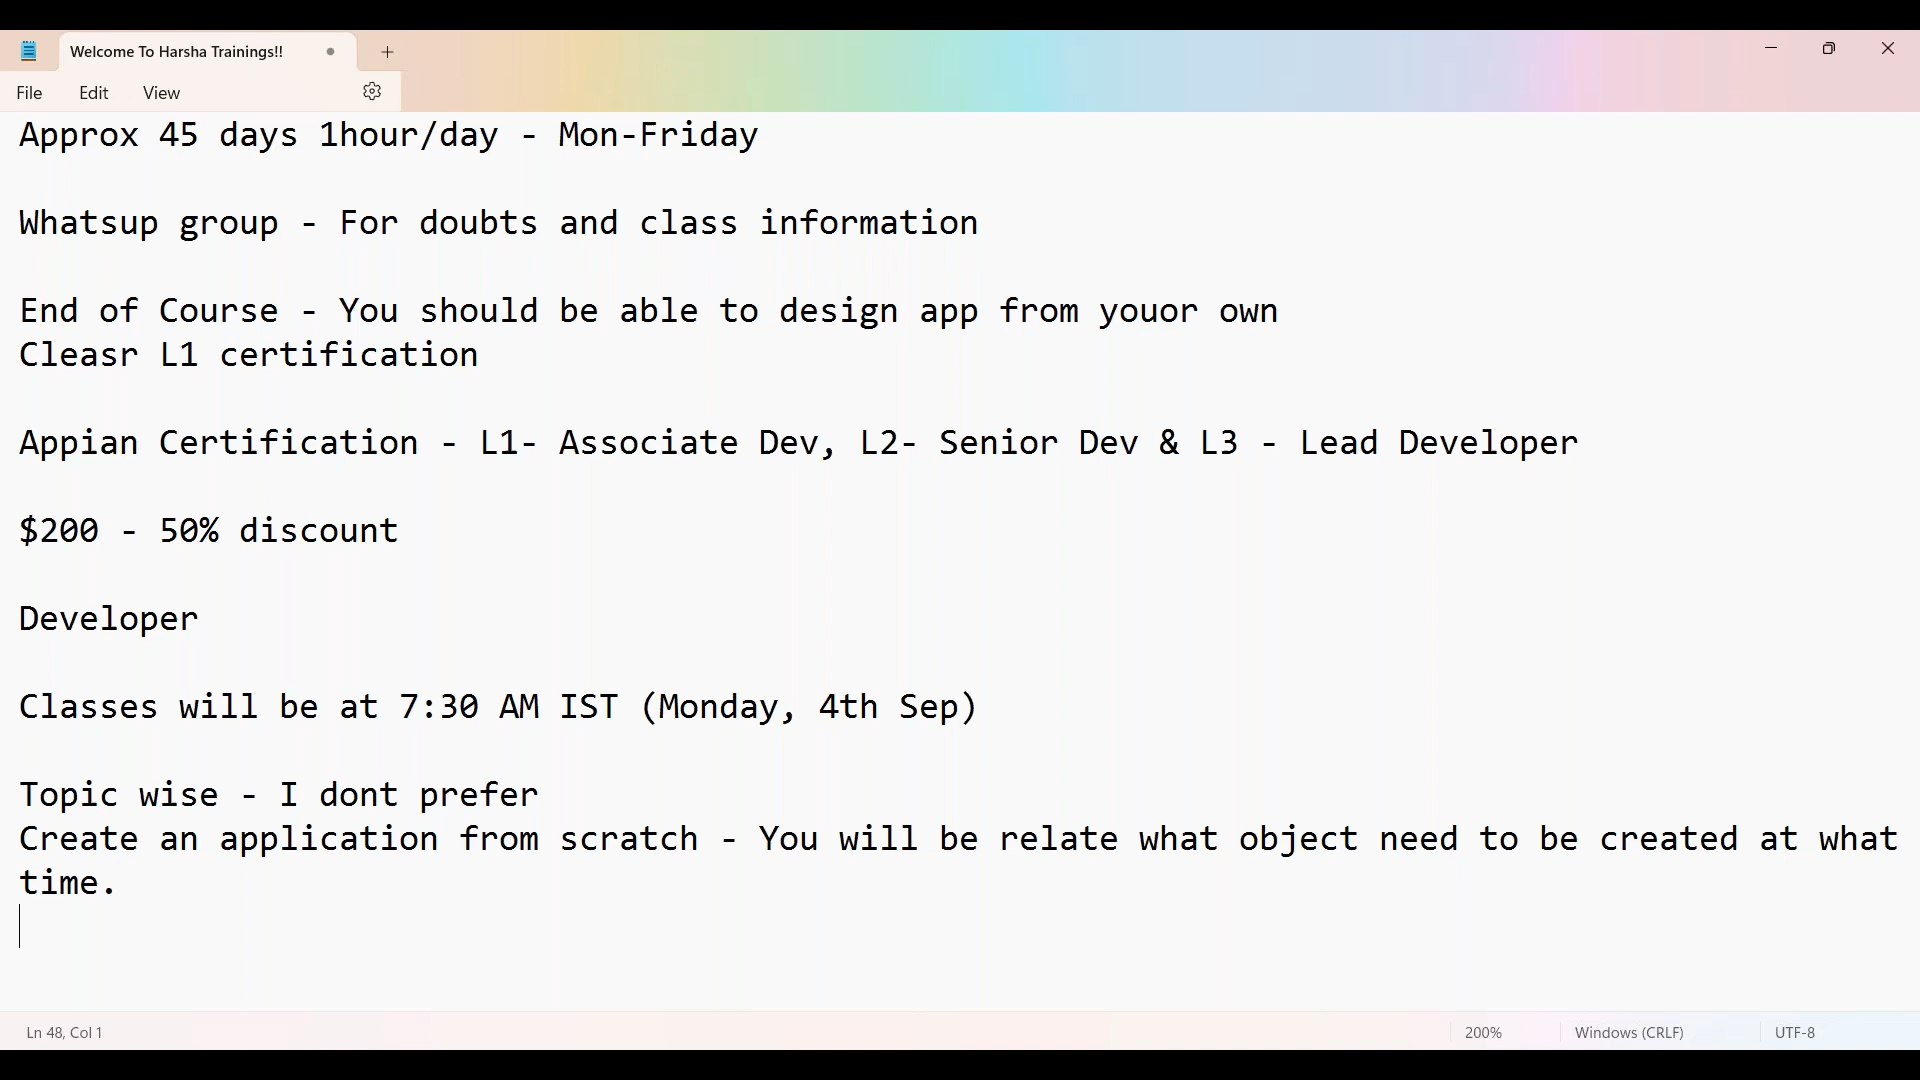 Welcome To Harsha Trainings!!
File Edit View
Approx 45 days 1hour/day - Mon-Friday
Whatsup group - For doubts and class information
End of Course - You should be able to design app from youor own
Cleasr L1 certification
Appian Certification - L1- Associate Dev, L2- Senior Dev & L3 - Lead Developer
$200 - 50% discount
Developer
Classes will be at 7:30 AM IST (Monday, 4th Sep)
Topic wise - I dont prefer
Create an application from scratch - You will be relate what object need to be created at what
time.
Ln 48, Col 1 200% Windows (CRLF) UTF-8